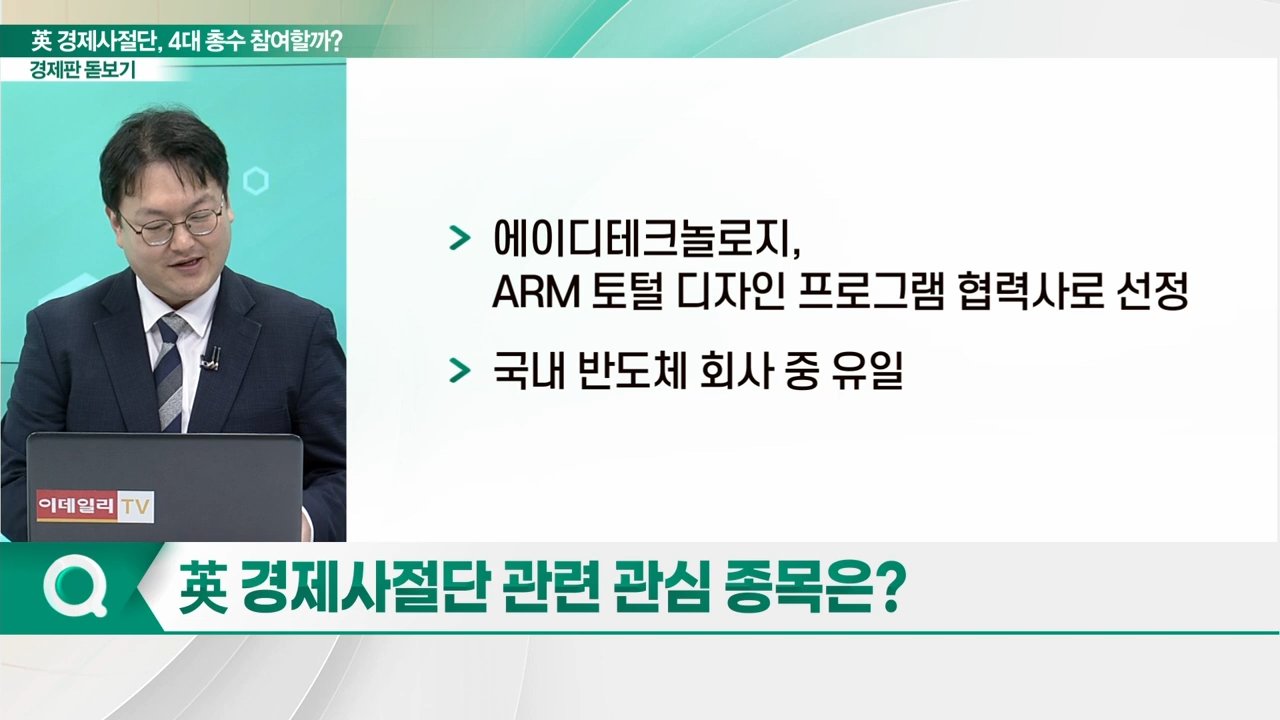 英 경제사절단, 4대 총수 참여할까?
경제판 돋보기
> 에이디테크놀로지,
ARM 토털 디자인 프로그램 협력사로 선정
> 국내 반도체 회사 중 유일
이데일리 TV
英 경제사절단 관련 관심 종목은?